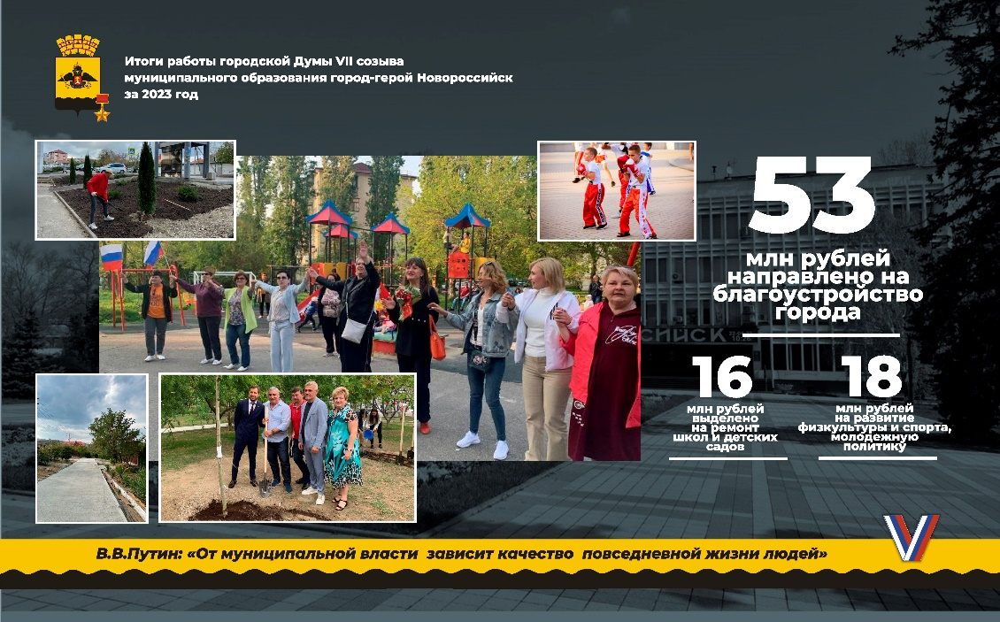 Итоги работы городской Думы VII созыва
муниципального образования город-герой Новороссийск
за 2023 год
53
млн рублей
направлено на
благоустройство
города
16
млн рублей
выделено
на ремонт
школ и детских
садов
18
млн рублей
на развитие
физкультуры и спорта,
молодежную
политику
В.В.Путин: «От муниципальной власти зависит качество повседневной жизни людей»